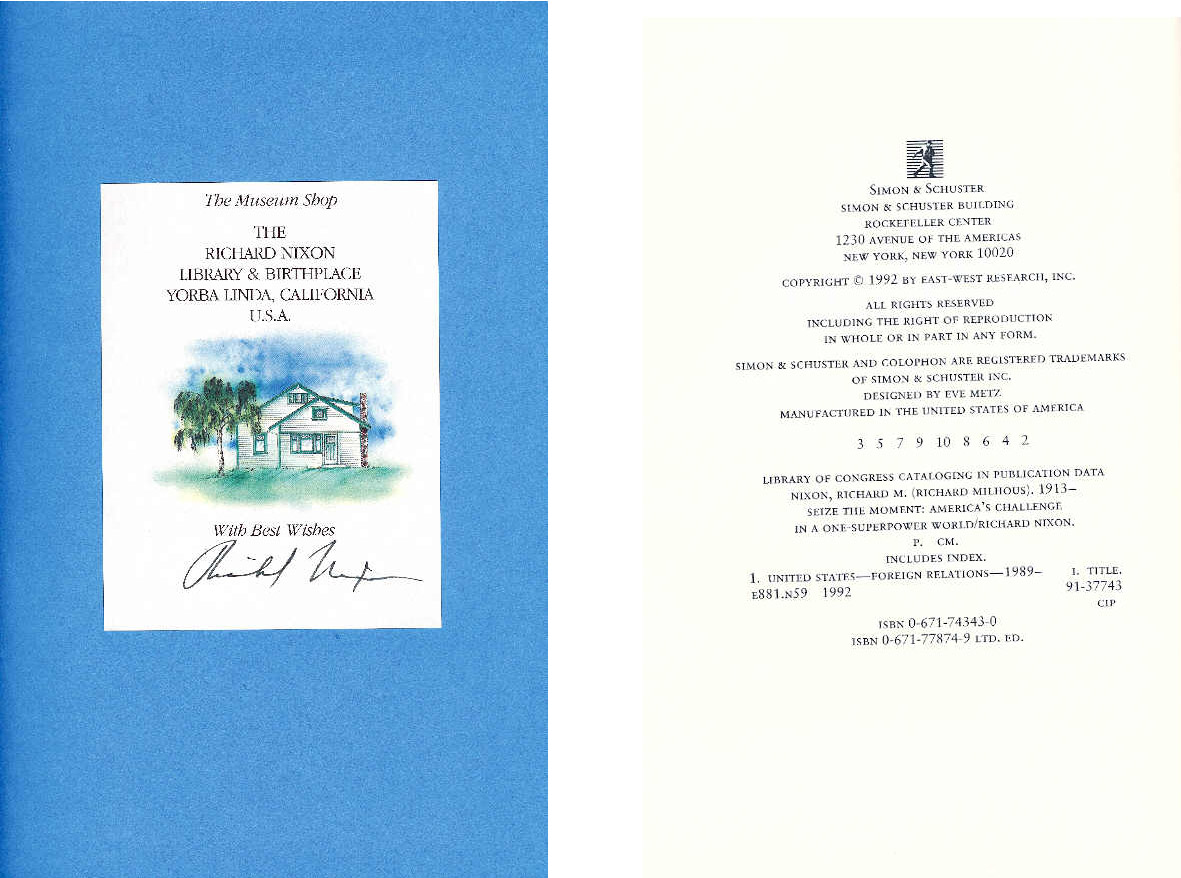 The Museum Shop
THE
RICHARD NIXON
LIBRARY & BIRTHPLACE
YORBA LINDA, CALIFORNIA
U.S.A.
With Best Wishes
Richard Nixon
SIMON & SCHUSTER
SIMON & SCHUSTER BUILDING
ROCKEFELLER CENTER
1230 AVENUE OF THE AMERICAS
NEW YORK, NEW YORK 10020
COPYRIGHT © 1992 BY EAST-WEST RESEARCH, INC.
ALL RIGHTS RESERVED
INCLUDING THE RIGHT OF REPRODUCTION
IN WHOLE OR IN PART IN ANY FORM.
SIMON & SCHUSTER AND COLOPHON ARE REGISTERED TRADEMARKS
OF SIMON & SCHUSTER INC.
DESIGNED BY EVE METZ
MANUFACTURED IN THE UNITED STATES OF AMERICA
3 5 7 9 10 8 6 4 2
LIBRARY OF CONGRESS CATALOGING IN PUBLICATION DATA
NIXON, RICHARD M. (RICHARD MILHOUS). 1913–
SEIZE THE MOMENT: AMERICA'S CHALLENGE
IN A ONE-SUPERPOWER WORLD/RICHARD NIXON.
P. CM.
INCLUDES INDEX.
1. UNITED STATES—FOREIGN RELATIONS—1989– I. TITLE.
E881.N59 1992 91-37743
CIP
ISBN 0-671-74343-0
ISBN 0-671-77874-9 LTD. ED.